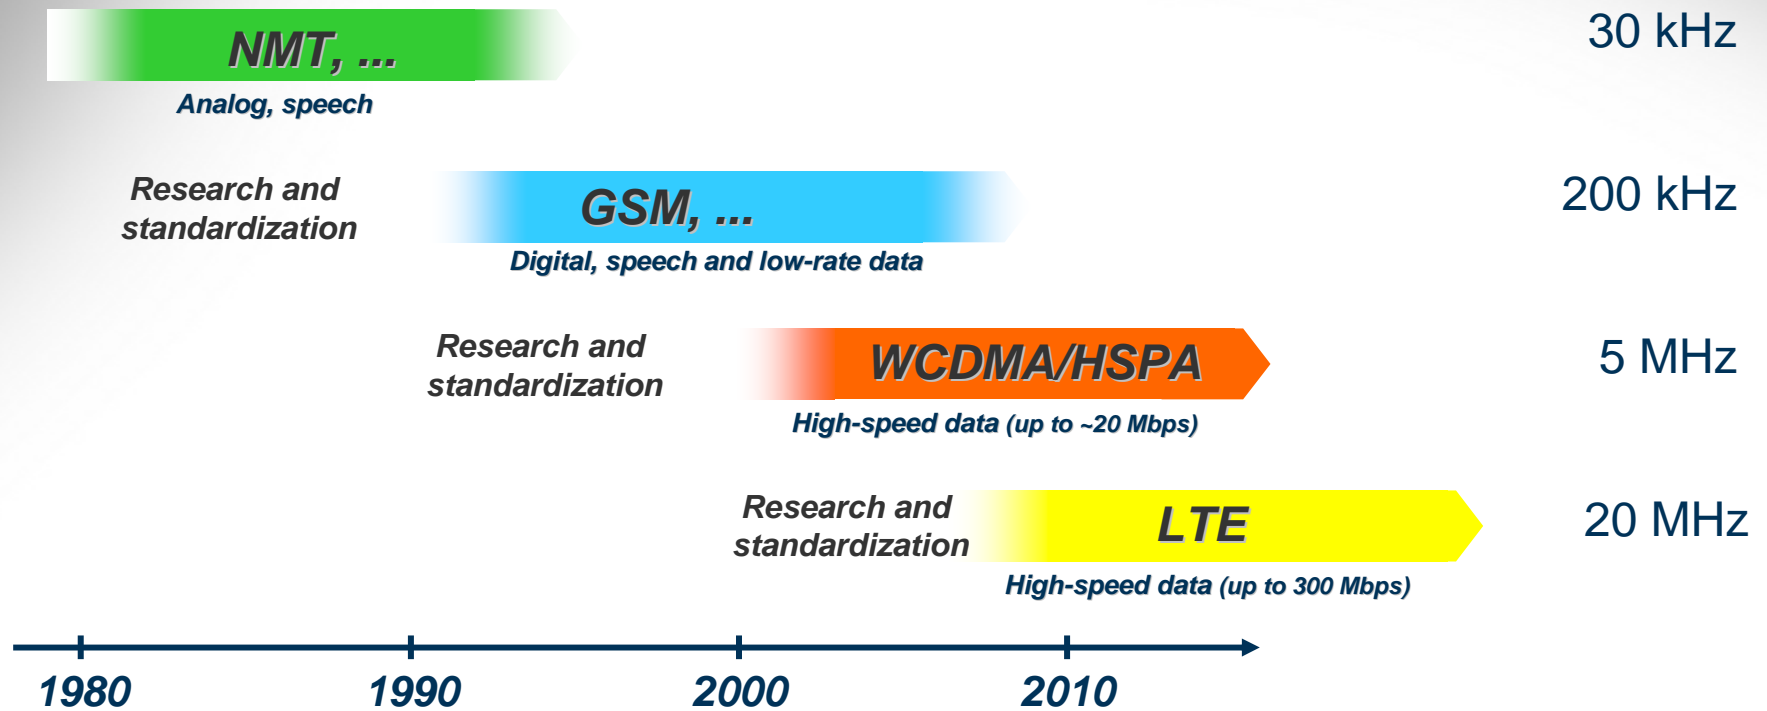 NMT, ...
30 kHz
Analog, speech
Research and
standardization
GSM, ...
200 kHz
Digital, speech and low-rate data
Research and
standardization
WCDMA/HSPA
5 MHz
High-speed data (up to ~20 Mbps)
Research and
standardization
LTE
20 MHz
High-speed data (up to 300 Mbps)
1980 1990 2000 2010